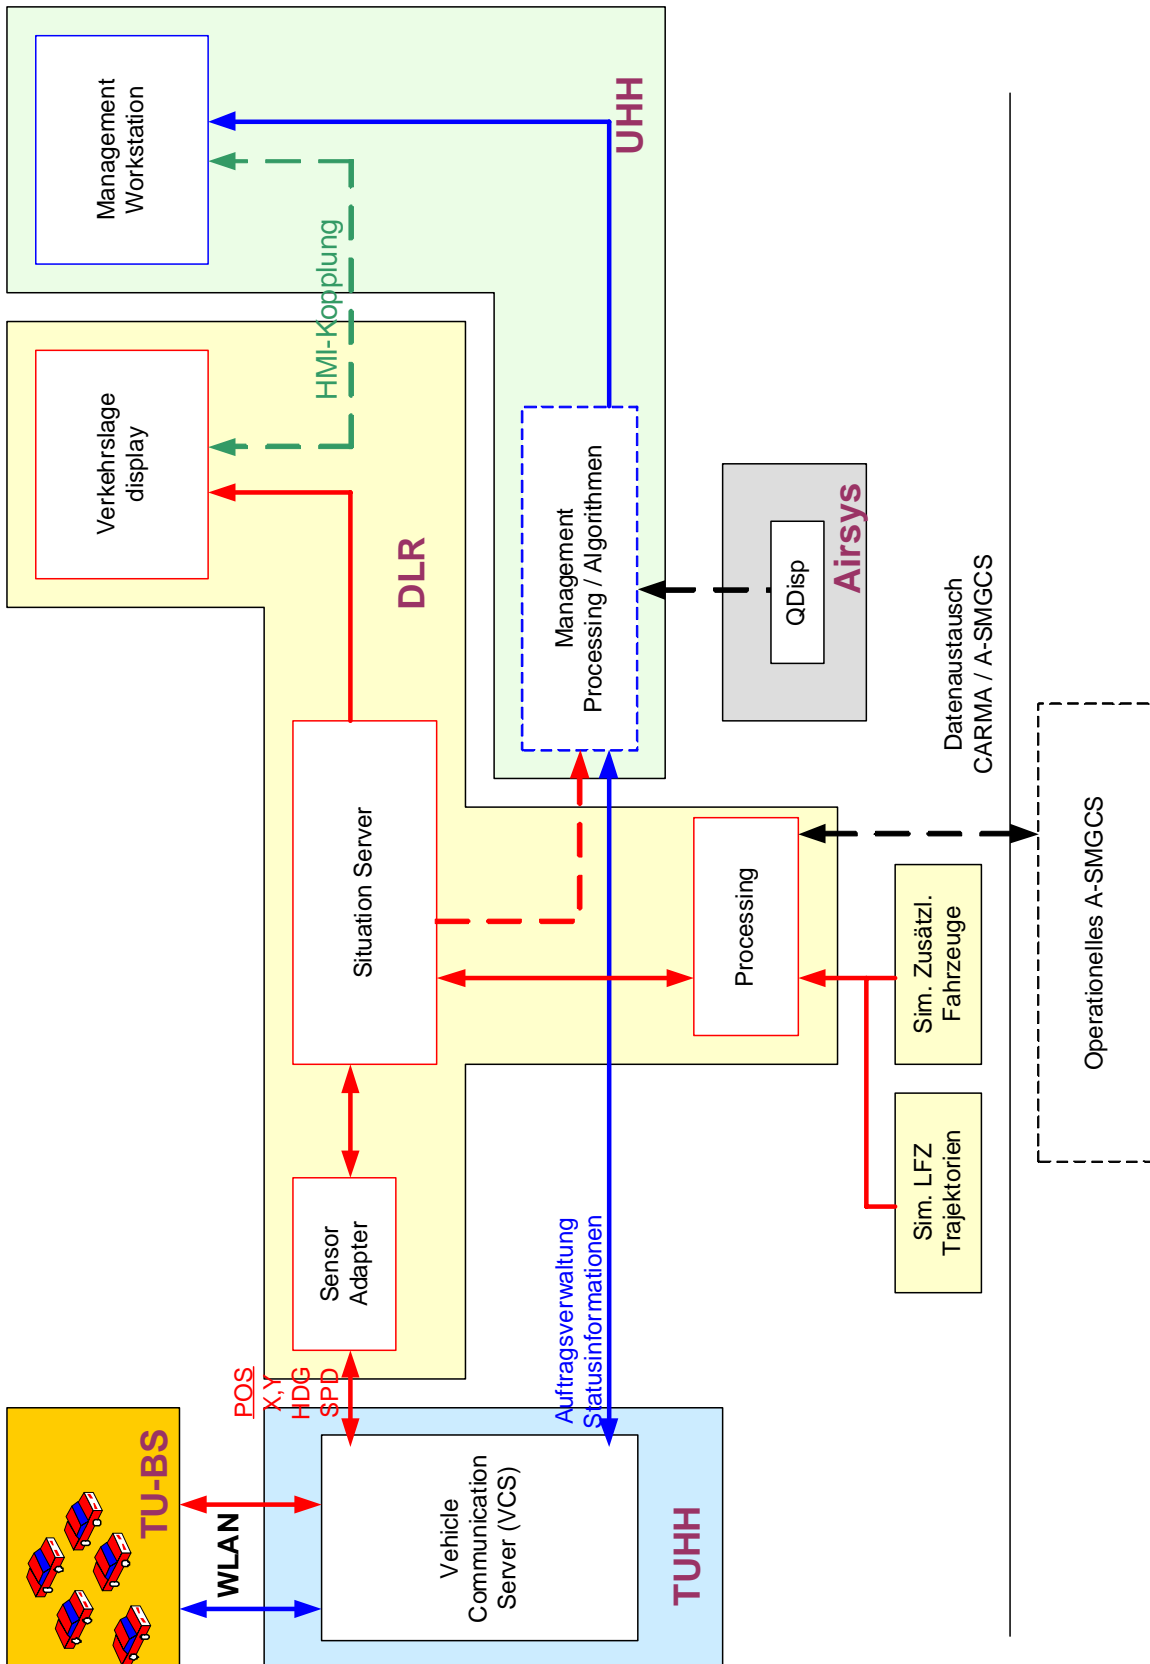 TU-BS
WLAN
Vehicle
Communication
Server (VCS)
TUHH
POS
X,Y
HDG
SPD
Sensor
Adapter
Auftragsverwaltung
Statusinformationen
Situation Server
DLR
Verkehrslage
display
HMI-Kopplung
Management
Workstation
UHH
Management
Processing / Algorithmen
QDisp
Airsys
Processing
Sim. LFZ
Trajektorien
Sim. Zusätzl.
Fahrzeuge
Datenaustausch
CARMA / A-SMGCS
Operationelles A-SMGCS